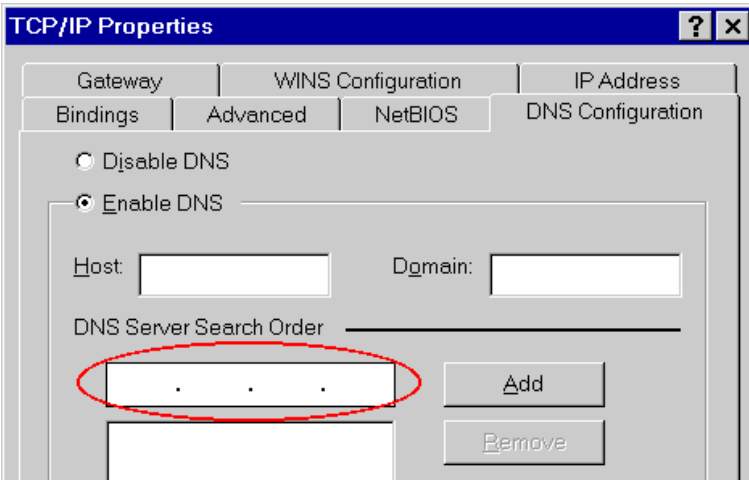 TCP/IP Properties
Gateway WINS Configuration IP Address
Bindings Advanced NetBIOS DNS Configuration
Disable DNS
Enable DNS
Host: Domain:
DNS Server Search Order
. . . Add
Remove